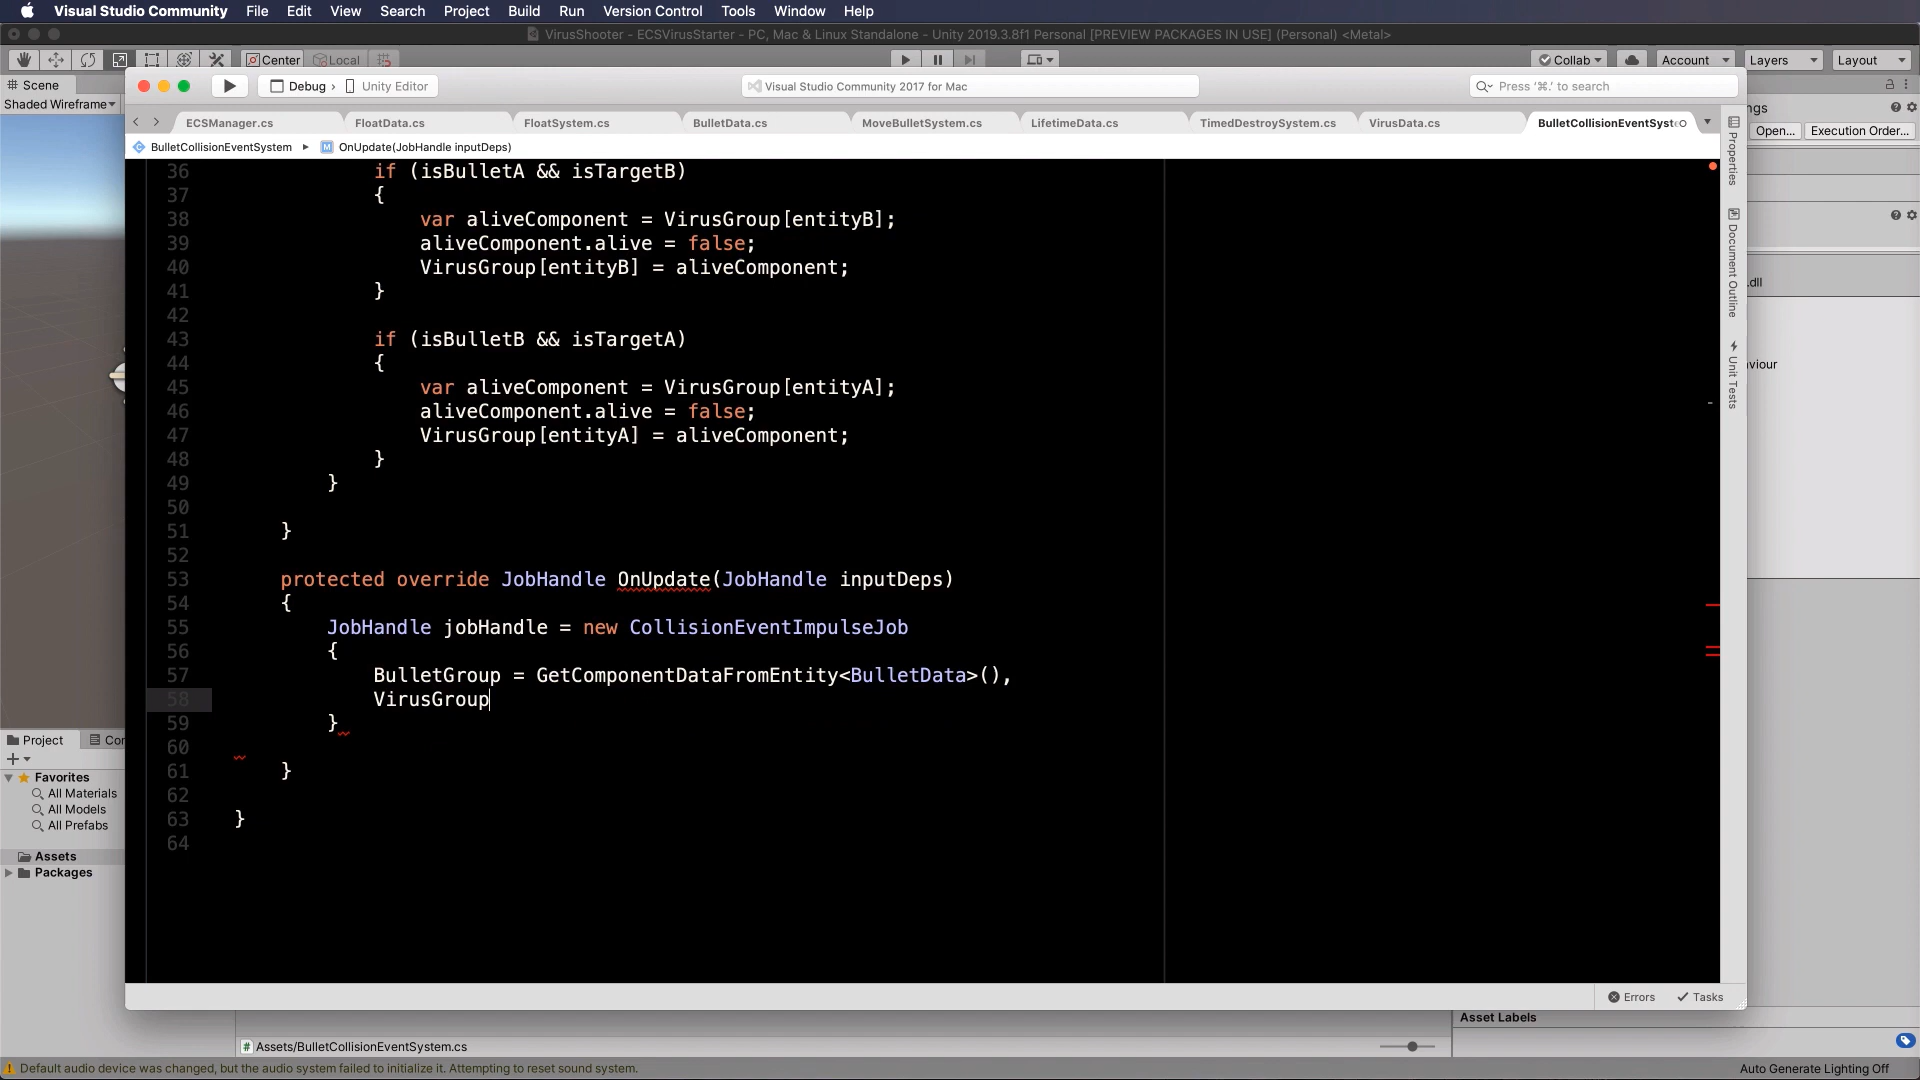 Visual Studio Community File Edit View Search Project Build Run Version Control Tools Window Help
VirusShooter - ECSVirusStarter - PC, Mac & Linux Standalone - Unity 2019.3.8f1 Personal [PREVIEW PACKAGES IN USE] (Personal) <Metal>
Center Local Collab Account Layers Layout
# Scene
Shaded Wireframe
Debug › Unity Editor
Visual Studio Community 2017 for Mac
Press '⌘.' to search
ngs
Open... Execution Order...
ECSManager.cs FloatData.cs FloatSystem.cs BulletData.cs MoveBulletSystem.cs LifetimeData.cs TimedDestroySystem.cs VirusData.cs BulletCollisionEventSyst
BulletCollisionEventSystem ▸ M OnUpdate(JobHandle inputDeps)
36 if (isBulletA && isTargetB)
37 {
38 var aliveComponent = VirusGroup[entityB];
39 aliveComponent.alive = false;
40 VirusGroup[entityB] = aliveComponent;
41 }
42
43 if (isBulletB && isTargetA)
44 {
45 var aliveComponent = VirusGroup[entityA];
46 aliveComponent.alive = false;
47 VirusGroup[entityA] = aliveComponent;
48 }
49 }
50
51 }
52
53 protected override JobHandle OnUpdate(JobHandle inputDeps)
54 {
55 JobHandle jobHandle = new CollisionEventImpulseJob
56 {
57 BulletGroup = GetComponentDataFromEntity<BulletData>(),
58 VirusGroup
59 }
60
61 }
62
63 }
64
Properties
Document Outline
Unit Tests
.dll
aviour
Project Con
Favorites
All Materials
All Models
All Prefabs
Assets
Packages
Errors Tasks
Asset Labels
Assets/BulletCollisionEventSystem.cs
Default audio device was changed, but the audio system failed to initialize it. Attempting to reset sound system.
Auto Generate Lighting Off